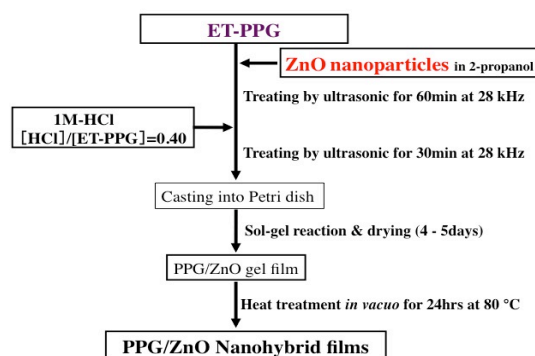 ET-PPG
ZnO nanoparticles in 2-propanol
Treating by ultrasonic for 60min at 28 kHz
1M-HCl
[HCl]/[ET-PPG]=0.40
Treating by ultrasonic for 30min at 28 kHz
Casting into Petri dish
Sol-gel reaction & drying (4 - 5days)
PPG/ZnO gel film
Heat treatment in vacuo for 24hrs at 80 °C
PPG/ZnO Nanohybrid films